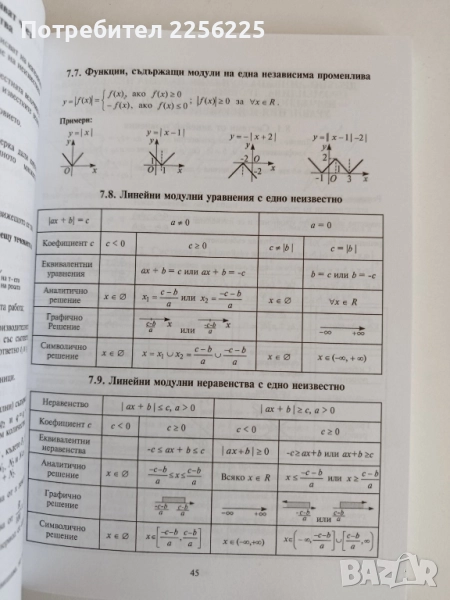 Потребител 2256258
7.7. Функции, съдържащи модули на една независима променлива
y=|f(x)|= { f(x), ако f(x) ≥ 0
−f(x), ако f(x) ≤ 0 ; |f(x)| ≥ 0 за ∀x ∈ R .
Примери:
y=|x| y=|x−1| y=−|x+2| y=||x−1|−2|
7.8. Линейни модулни уравнения с едно неизвестно
|ax + b| = c a ≠ 0 a = 0
Коефициент c c < 0 c ≥ 0 c ≠ |b| c = |b|
Еквивалентни уравнения ax + b = c или ax + b = -c b = c или b = -c
Аналитично решение x ∈ ∅ x₁ = (c−b)/a или x₂ = (−c−b)/a x ∈ ∅ ∀x ∈ R
Графично Решение (c−b)/a x или (−c−b)/a x −∞ +∞
Символично решение x ∈ ∅ x = x₁ ∪ x₂ = (c−b)/a ∪ (−c−b)/a x ∈ ∅ x ∈ (−∞, +∞)
7.9. Линейни модулни неравенства с едно неизвестно
Неравенство | ax + b | ≤ c, a > 0 | ax + b | ≥ c, a > 0
Коефициент c c < 0 c ≥ 0 c < 0 c ≥ 0
Еквивалентни неравенства -c ≤ ax + b ≤ c |ax+b| ≥ 0 -c ≥ ax+b или ax+b ≥ c
Аналитично решение x ∈ ∅ (−c−b)/a ≤ x ≤ (c−b)/a Всяко x ∈ R x ≤ (−c−b)/a или x ≥ (c−b)/a
Графично решение (−c−b)/a (c−b)/a −∞ +∞ (−c−b)/a или (c−b)/a
Символично решение x ∈ ∅ x∈[(−c−b)/a, (c−b)/a] x ∈ (−∞,+∞) x∈(−∞, (−c−b)/a] ∪ [(c−b)/a, ∞)
45
BAZAR.bg